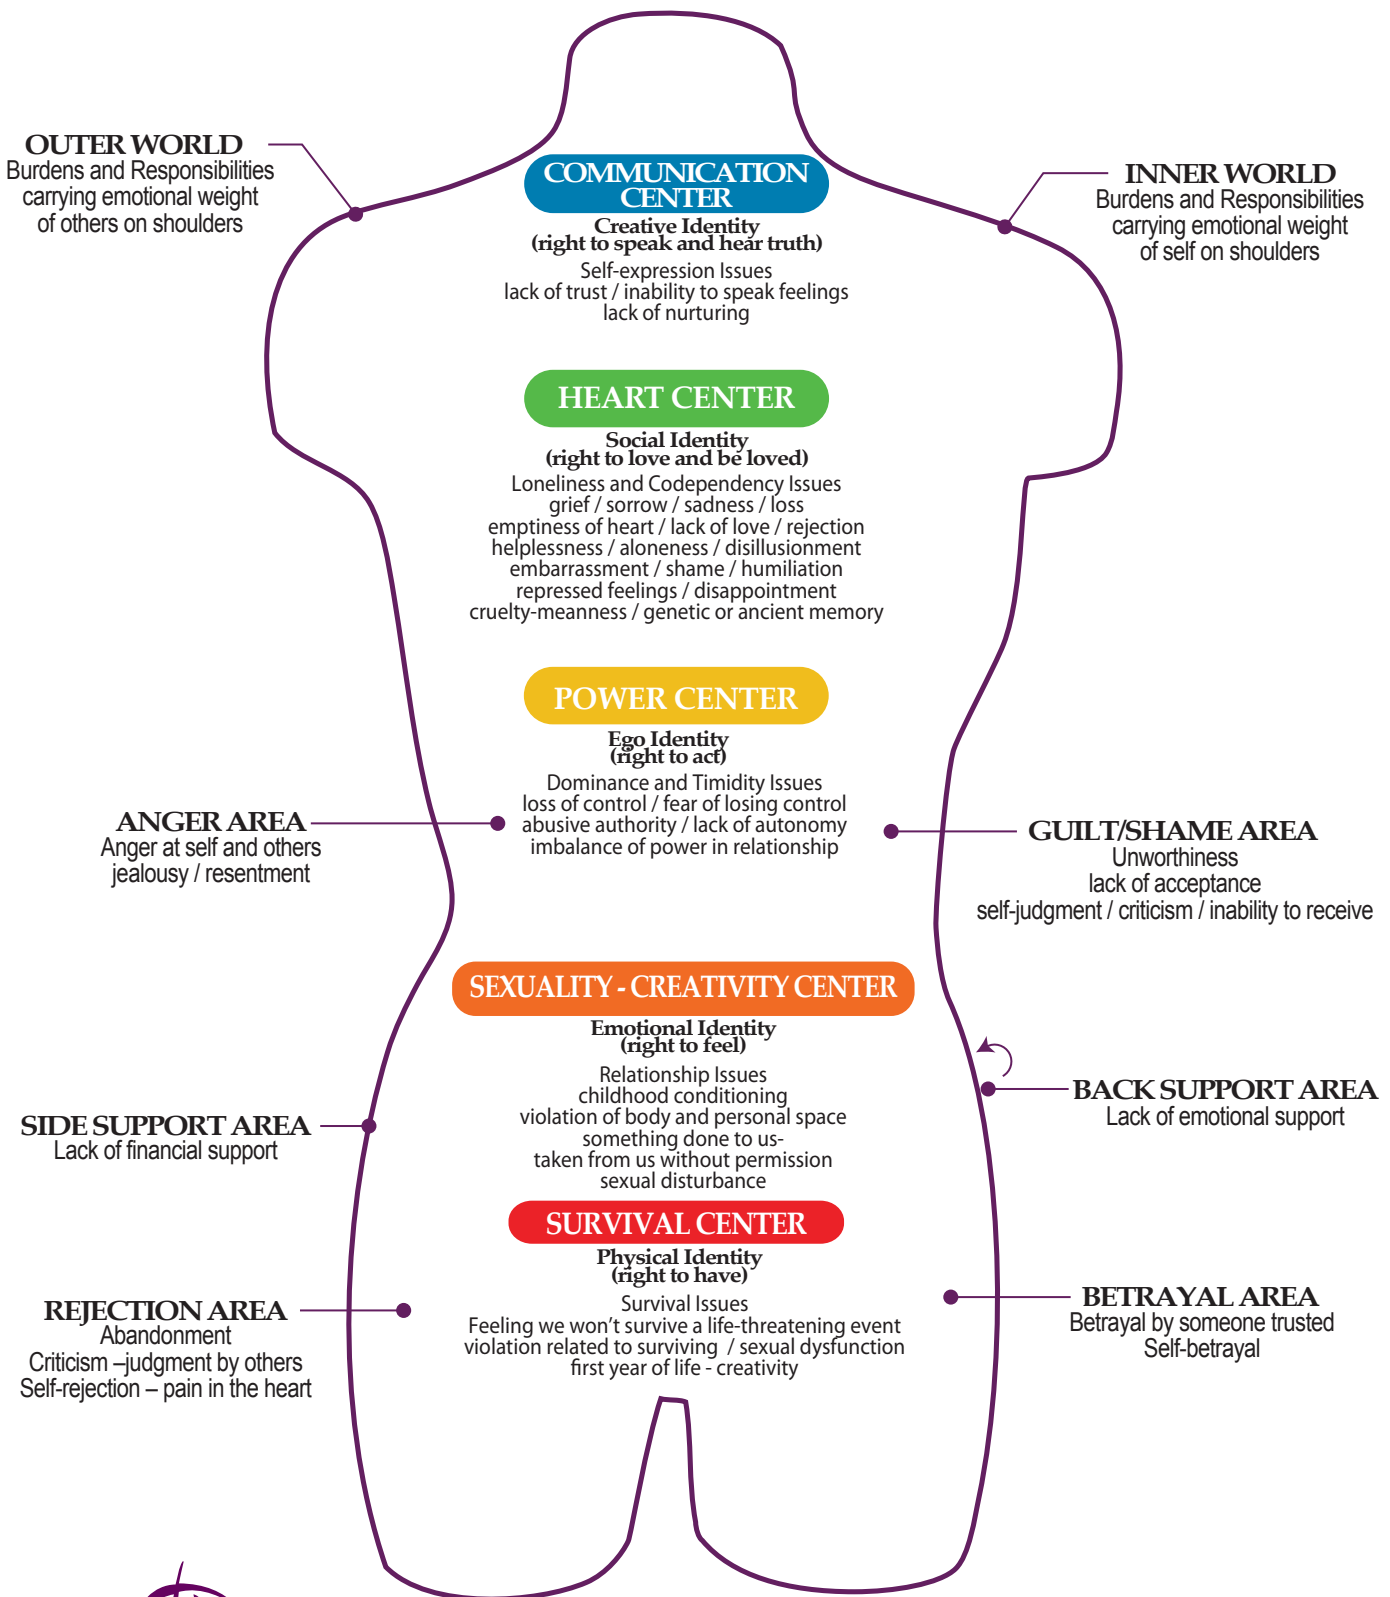 OUTER WORLD
Burdens and Responsibilities
carrying emotional weight
of others on shoulders
INNER WORLD
Burdens and Responsibilities
carrying emotional weight
of self on shoulders
COMMUNICATION
CENTER
Creative Identity
(right to speak and hear truth)
Self-expression Issues
lack of trust / inability to speak feelings
lack of nurturing
HEART CENTER
Social Identity
(right to love and be loved)
Loneliness and Codependency Issues
grief / sorrow / sadness / loss
emptiness of heart / lack of love / rejection
helplessness / aloneness / disillusionment
embarrassment / shame / humiliation
repressed feelings / disappointment
cruelty-meanness / genetic or ancient memory
POWER CENTER
Ego Identity
(right to act)
Dominance and Timidity Issues
loss of control / fear of losing control
abusive authority / lack of autonomy
imbalance of power in relationship
ANGER AREA
Anger at self and others
jealousy / resentment
GUILT/SHAME AREA
Unworthiness
lack of acceptance
self-judgment / criticism / inability to receive
SEXUALITY - CREATIVITY CENTER
Emotional Identity
(right to feel)
Relationship Issues
childhood conditioning
violation of body and personal space
something done to us-
taken from us without permission
sexual disturbance
SIDE SUPPORT AREA
Lack of financial support
BACK SUPPORT AREA
Lack of emotional support
SURVIVAL CENTER
Physical Identity
(right to have)
Survival Issues
Feeling we won't survive a life-threatening event
violation related to surviving / sexual dysfunction
first year of life - creativity
REJECTION AREA
Abandonment
Criticism –judgment by others
Self-rejection – pain in the heart
BETRAYAL AREA
Betrayal by someone trusted
Self-betrayal